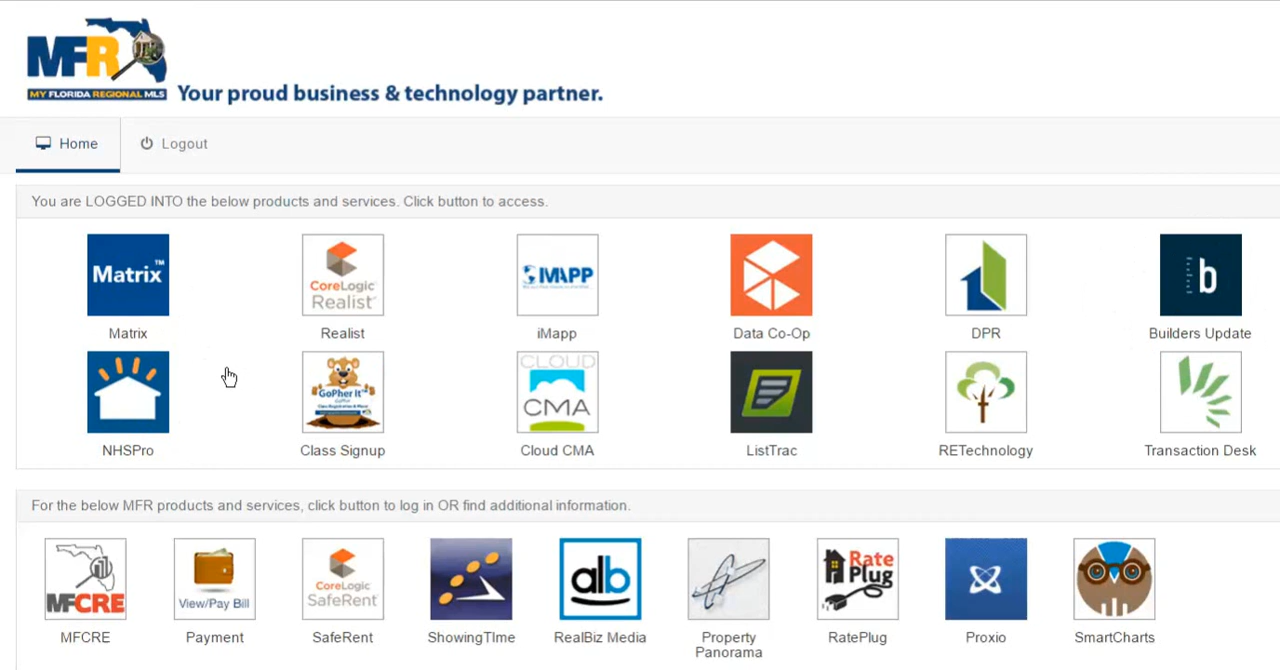 MFR
MY FLORIDA REGIONAL MLS
Your proud business & technology partner.
Home
Logout
You are LOGGED INTO the below products and services. Click button to access.
Matrix™
CoreLogic
Realist
IMAPP
b
Matrix
Realist
iMapp
Data Co-Op
DPR
Builders Update
GoPher It
CLOUD
CMA
NHSPro
Class Signup
Cloud CMA
ListTrac
RETechnology
Transaction Desk
For the below MFR products and services, click button to log in OR find additional information.
MFCRE
View/Pay Bill
CoreLogic
SafeRent
alb
Rate
Plug
MFCRE
Payment
SafeRent
ShowingTIme
RealBiz Media
Property
Panorama
RatePlug
Proxio
SmartCharts